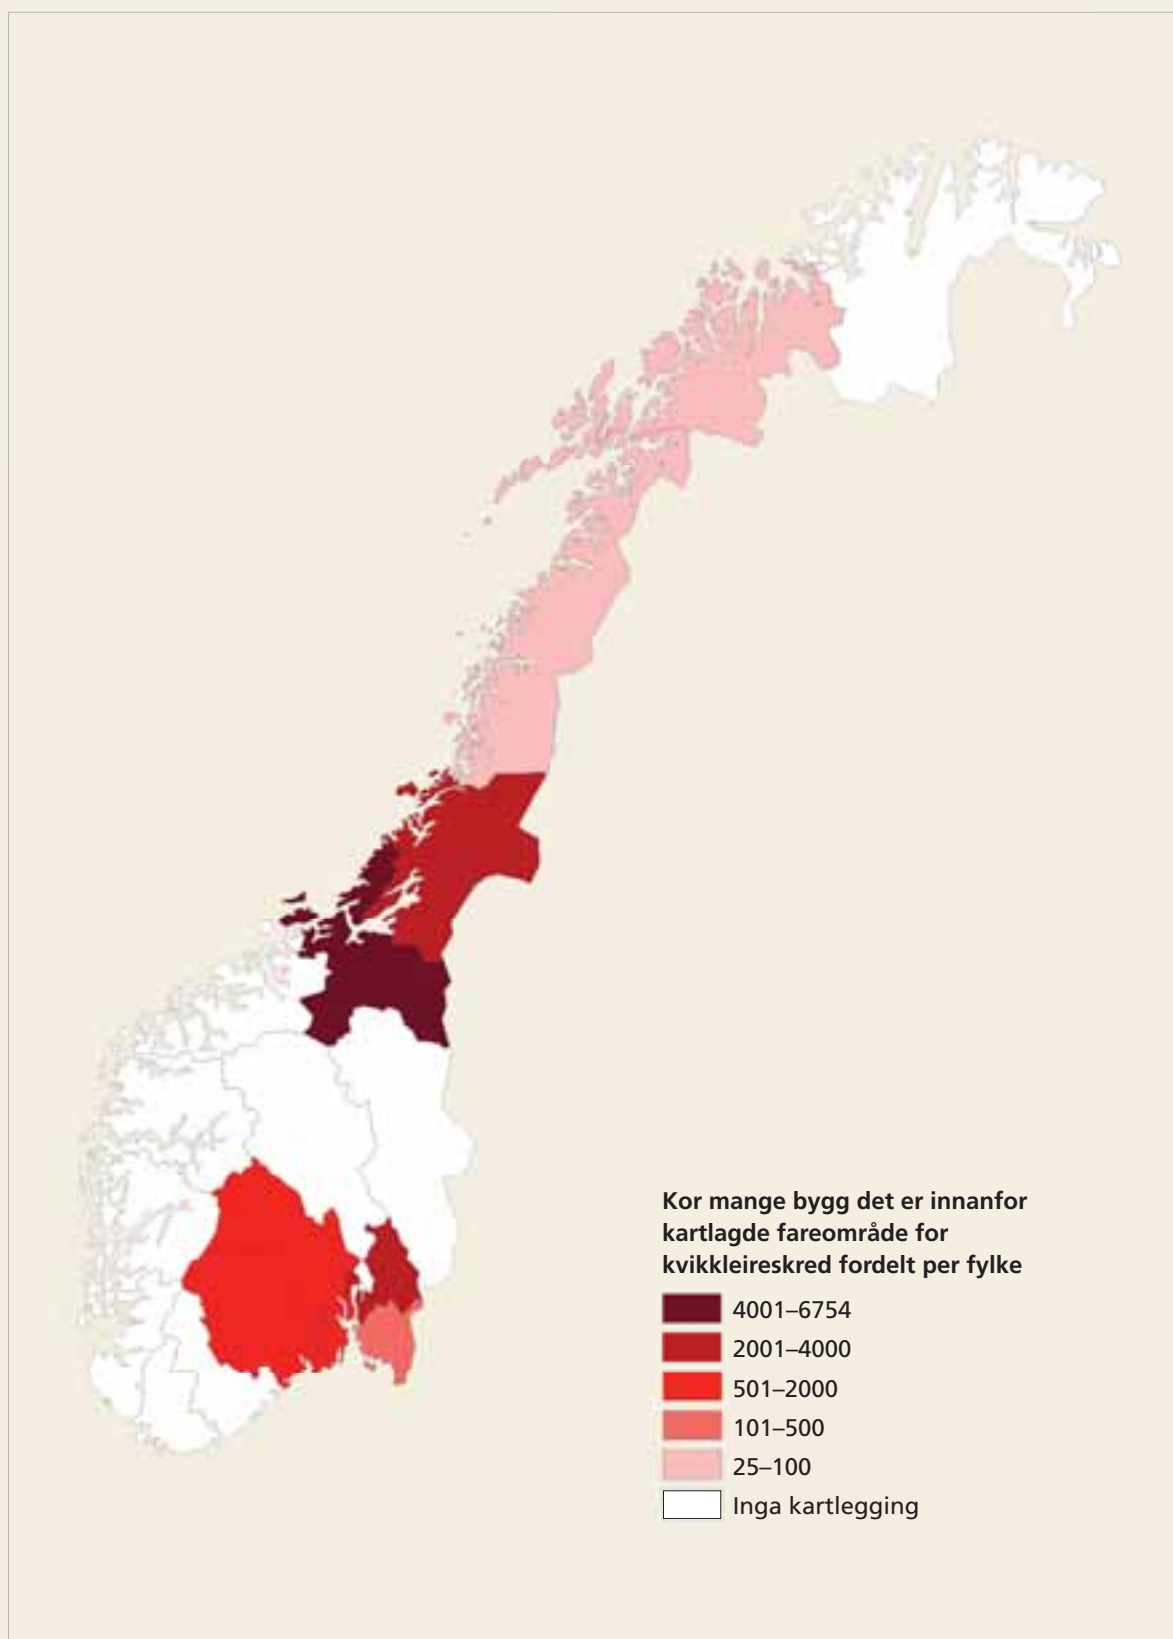 Kor mange bygg det er innanfor
kartlagde fareområde for
kvikkleireskred fordelt per fylke
4001–6754
2001–4000
501–2000
101–500
25–100
Inga kartlegging